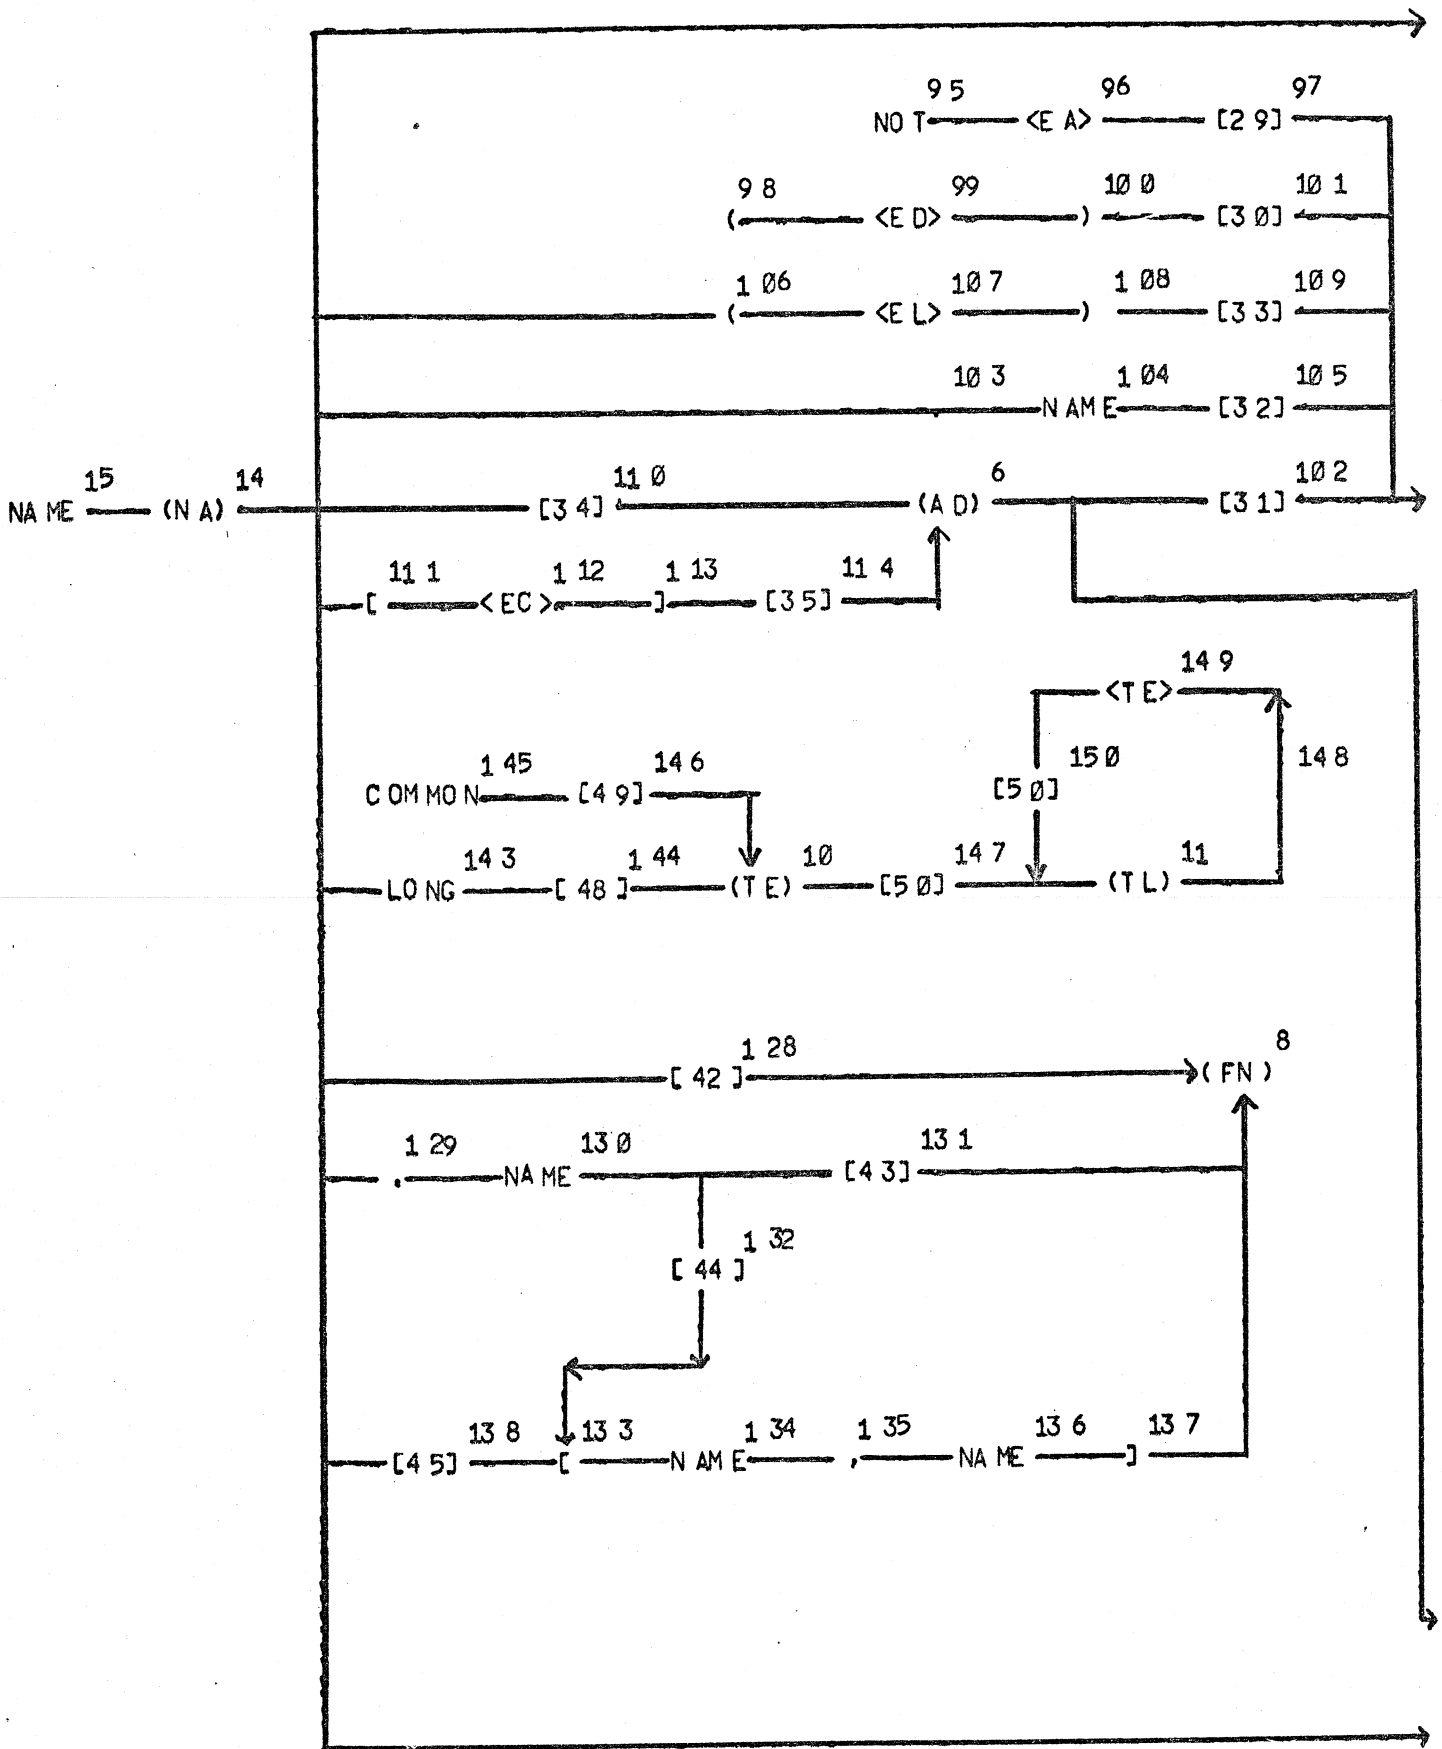 95 96 97
NOT <EA> [29]
98 99 100 101
( <ED> ) [30]
106 107 108 109
( <EL> ) [33]
103 104 105
NAME [32]
15 14 110 6 102
NAME (NA) [34] (AD) [31]
111 112 113 114
[ <EC> ] [35]
149
<TE>
145 146 150 148
COMMON [49] [50]
143 144 10 147 11
LONG [48] (TE) [50] (TL)
128 8
[42] (FN)
129 130 131
, NAME [43]
132
[44]
138 133 134 135 136 137
[45] [ NAME , NAME ]